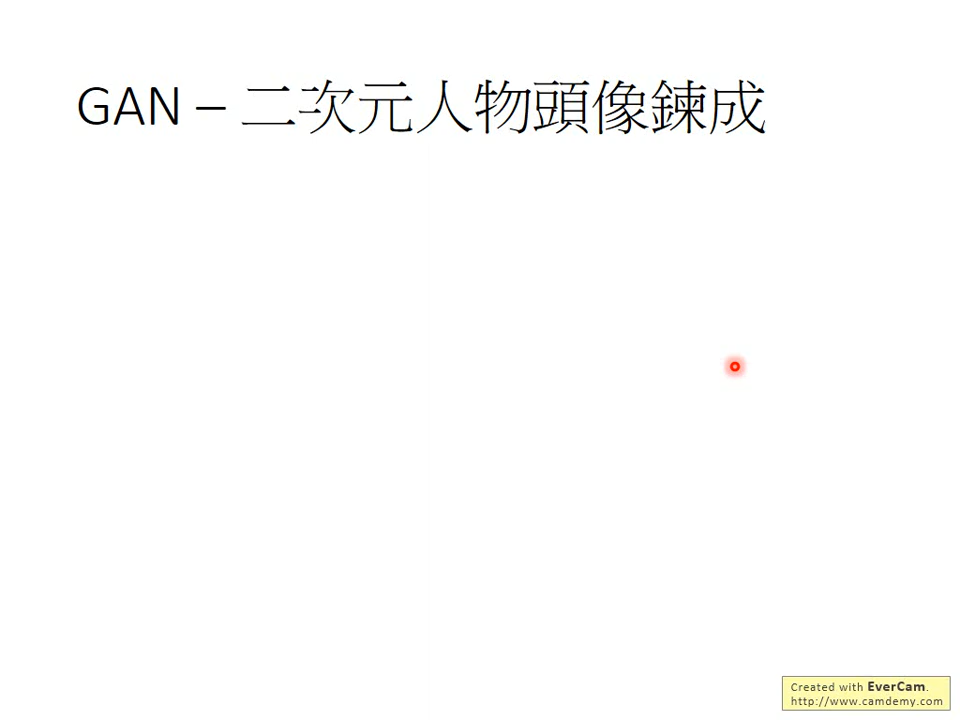 GAN – 二次元人物頭像鍊成
Created with EverCam.
http://www.camdemy.com